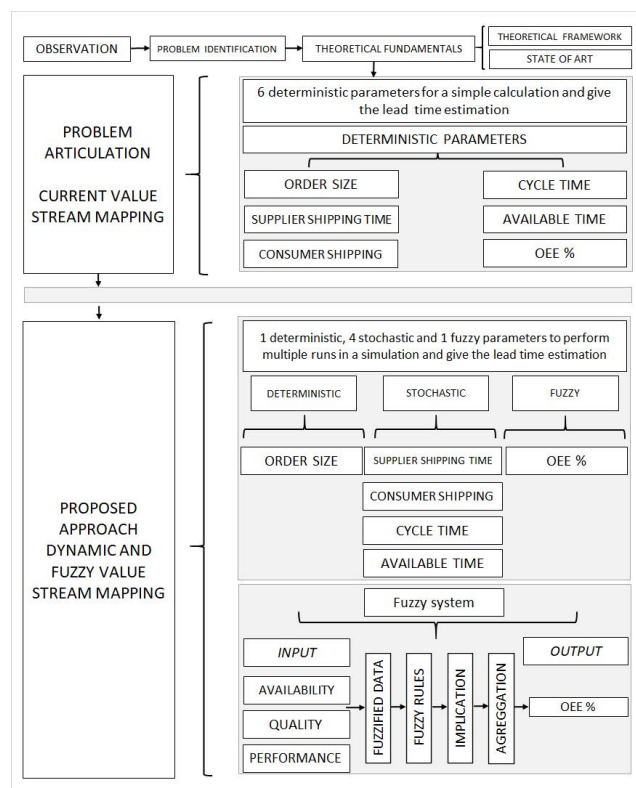 THEORETICAL FRAMEWORK
OBSERVATION
PROBLEM IDENTIFICATION
THEORETICAL FUNDAMENTALS
STATE OF ART
PROBLEM
ARTICULATION
CURRENT VALUE
STREAM MAPPING
6 deterministic parameters for a simple calculation and give
the lead time estimation
DETERMINISTIC PARAMETERS
ORDER SIZE
CYCLE TIME
SUPPLIER SHIPPING TIME
AVAILABLE TIME
CONSUMER SHIPPING
OEE %
PROPOSED
APPROACH
DYNAMIC AND
FUZZY VALUE
STREAM MAPPING
1 deterministic, 4 stochastic and 1 fuzzy parameters to perform
multiple runs in a simulation and give the lead time estimation
DETERMINISTIC
STOCHASTIC
FUZZY
ORDER SIZE
SUPPLIER SHIPPING TIME
OEE %
CONSUMER SHIPPING
CYCLE TIME
AVAILABLE TIME
Fuzzy system
INPUT
OUTPUT
AVAILABILITY
QUALITY
PERFORMANCE
FUZZIFIED DATA
FUZZY RULES
IMPLICATION
AGREGGATION
OEE %